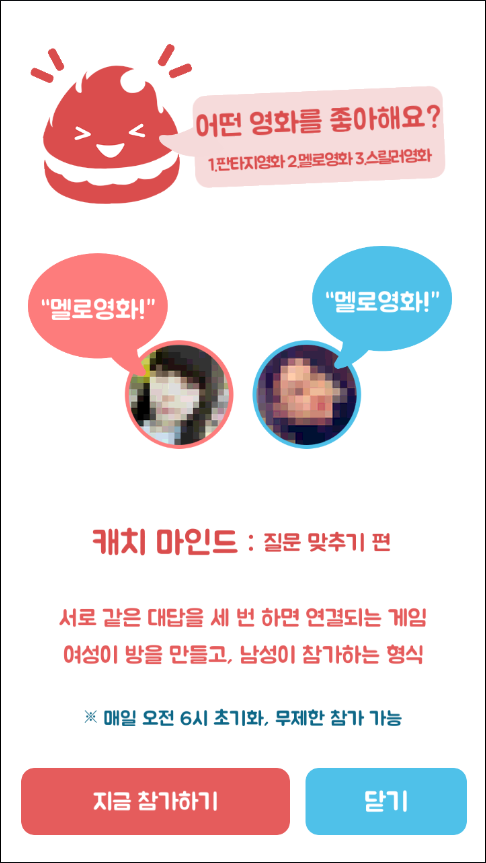 어떤 영화를 좋아해요?
1.판타지영화 2.멜로영화 3.스릴러영화
“멜로영화!”
“멜로영화!”
캐치 마인드 : 질문 맞추기 편
서로 같은 대답을 세 번 하면 연결되는 게임
여성이 방을 만들고, 남성이 참가하는 형식
※ 매일 오전 6시 초기화, 무제한 참가 가능
지금 참가하기
닫기